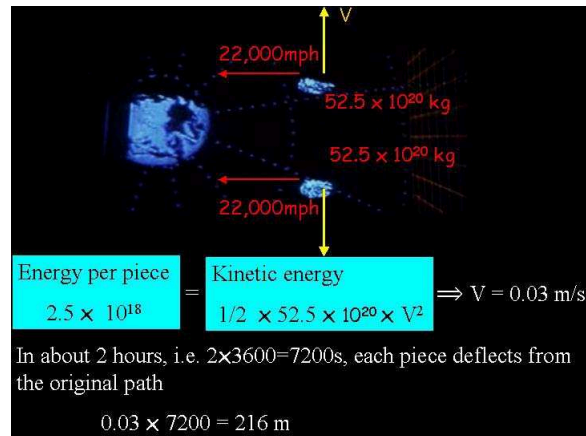 V
22,000mph
52.5 x 10²⁰ kg
52.5 x 10²⁰ kg
22,000mph
Energy per piece
2.5 × 10¹⁸
=
Kinetic energy
1/2 × 52.5 × 10²⁰ × V²
⇒ V = 0.03 m/s
In about 2 hours, i.e. 2×3600=7200s, each piece deflects from
the original path
0.03 × 7200 = 216 m